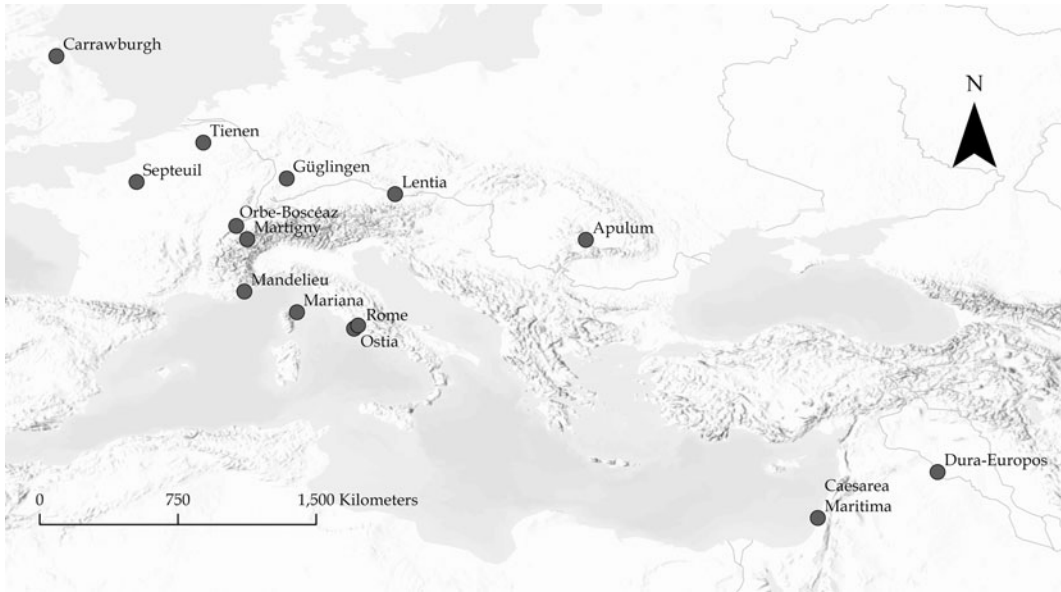 Carrawburgh
N
Tienen
Septeuil
Güglingen
Lentia
Orbe-Boscéaz
Martigny
Apulum
Mandelieu
Mariana
Rome
Ostia
Dura-Europos
Caesarea
Maritima
0 750 1,500 Kilometers